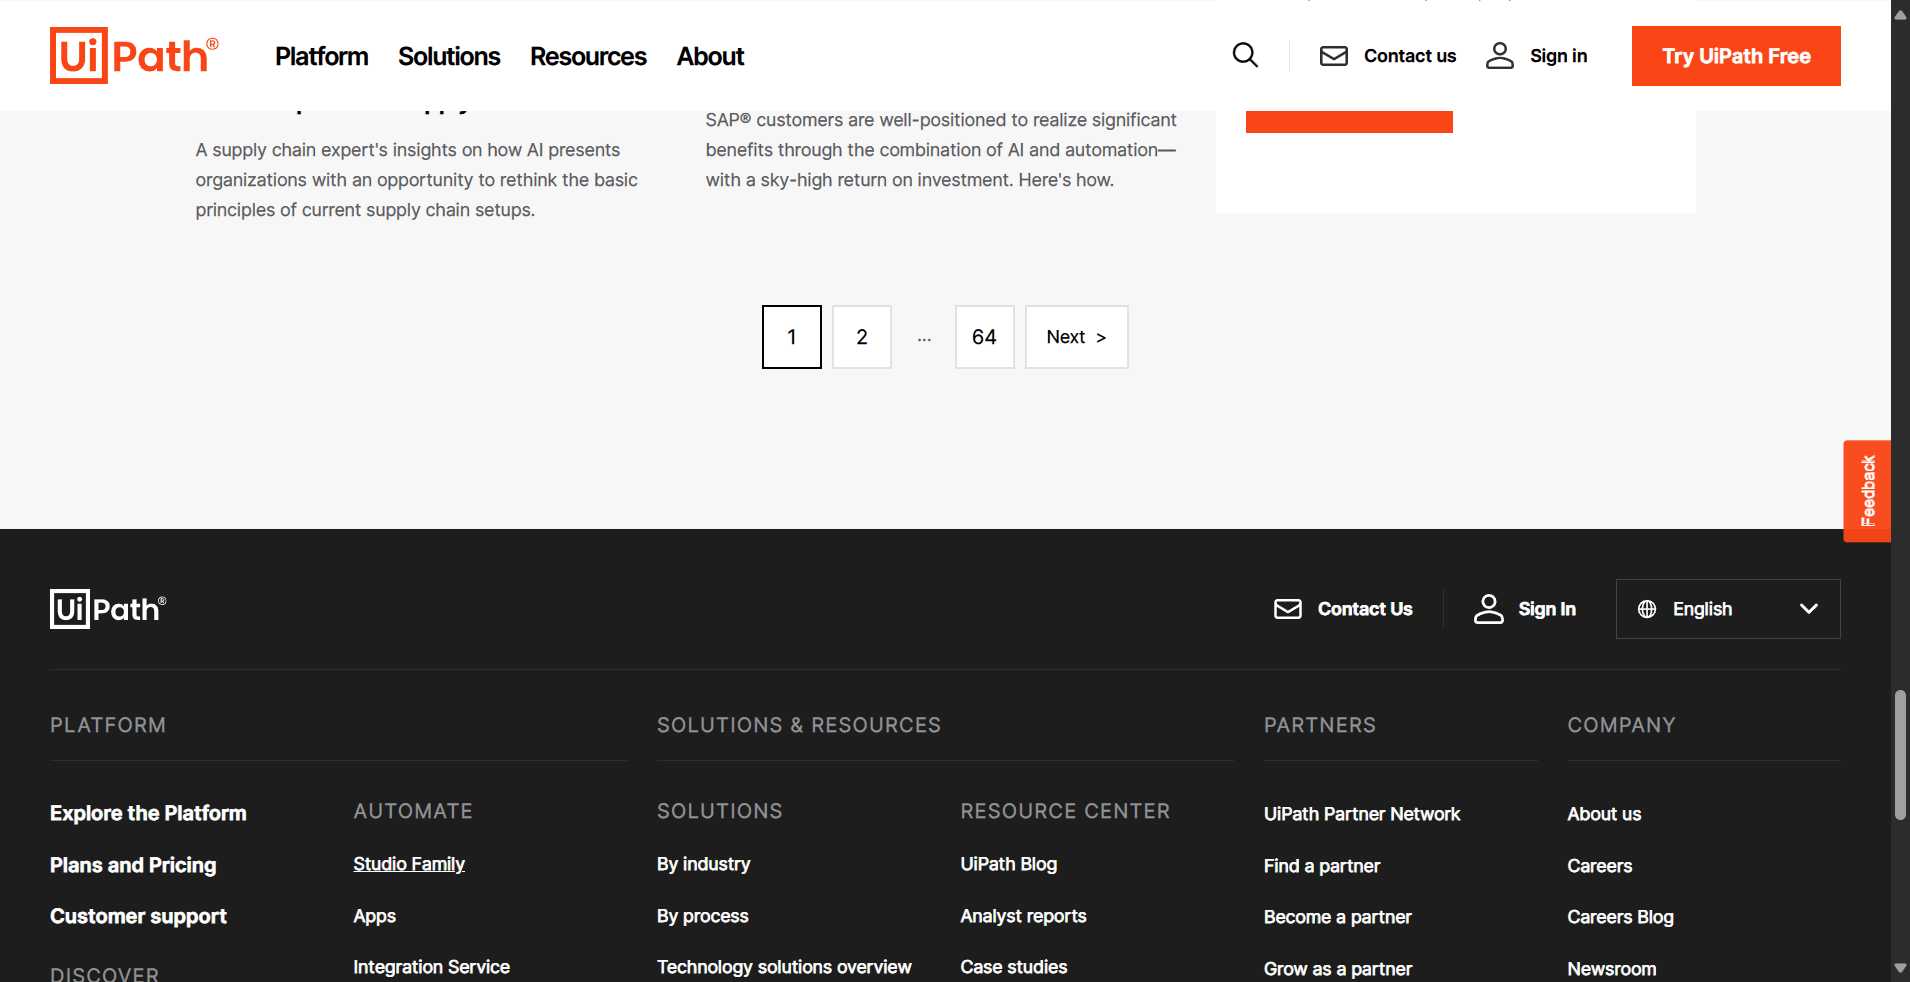 UiPath®
Platform
Solutions
Resources
About
Contact us
Sign in
Try UiPath Free
A supply chain expert's insights on how AI presents
organizations with an opportunity to rethink the basic
principles of current supply chain setups.
SAP® customers are well-positioned to realize significant
benefits through the combination of AI and automation—
with a sky-high return on investment. Here's how.
1
2
...
64
Next >
Feedback
UiPath®
Contact Us
Sign In
English
PLATFORM
Explore the Platform
Plans and Pricing
Customer support
DISCOVER
AUTOMATE
Studio Family
Apps
Integration Service
SOLUTIONS & RESOURCES
SOLUTIONS
By industry
By process
Technology solutions overview
RESOURCE CENTER
UiPath Blog
Analyst reports
Case studies
PARTNERS
UiPath Partner Network
Find a partner
Become a partner
Grow as a partner
COMPANY
About us
Careers
Careers Blog
Newsroom